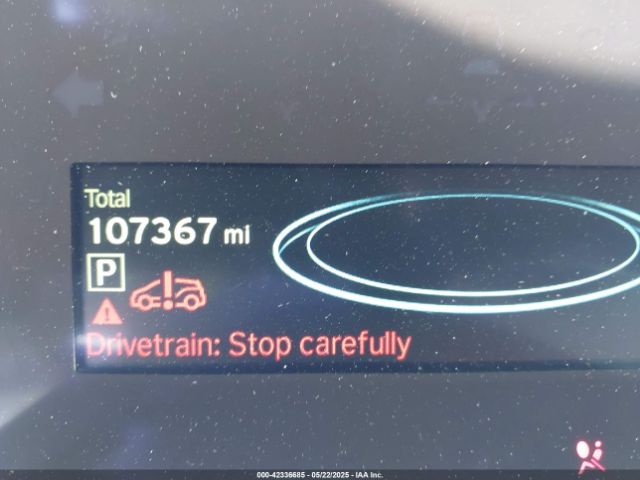 Total
107367 mi
P
Drivetrain: Stop carefully
000-42336685 - 05/22/2025 - IAA Inc.